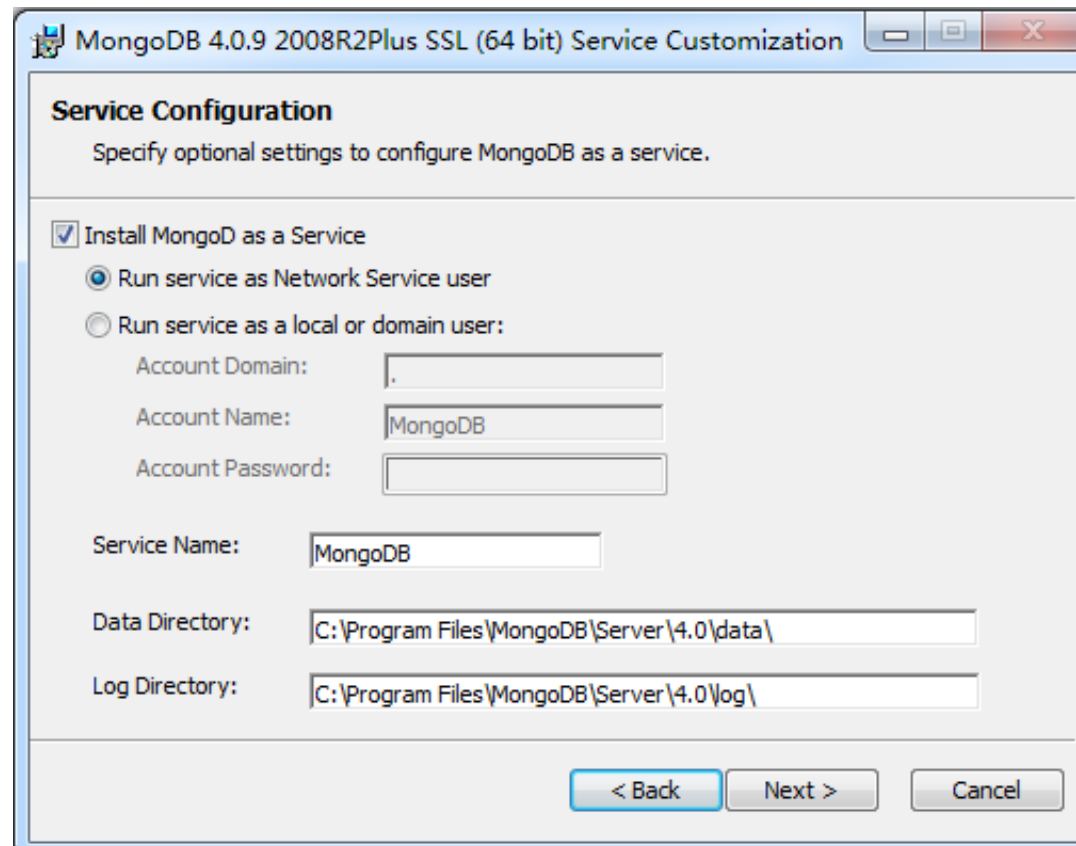 MongoDB 4.0.9 2008R2Plus SSL (64 bit) Service Customization
Service Configuration
Specify optional settings to configure MongoDB as a service.
Install MongoD as a Service
Run service as Network Service user
Run service as a local or domain user:
Account Domain: .
Account Name: MongoDB
Account Password:
Service Name: MongoDB
Data Directory: C:\Program Files\MongoDB\Server\4.0\data\
Log Directory: C:\Program Files\MongoDB\Server\4.0\log\
< Back Next > Cancel